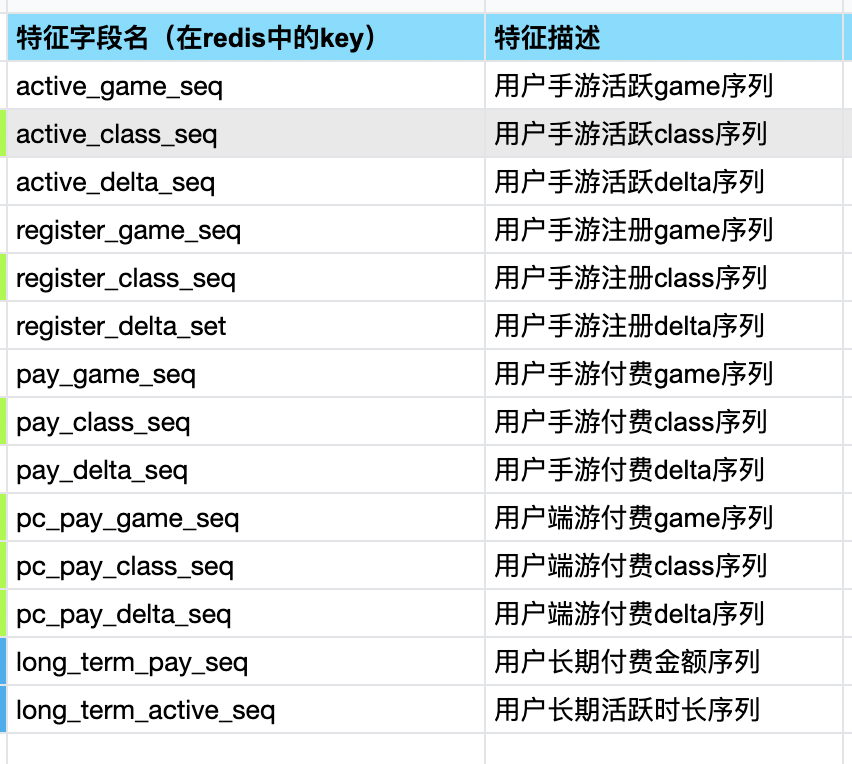 特征字段名（在redis中的key） 特征描述
active_game_seq 用户手游活跃game序列
active_class_seq 用户手游活跃class序列
active_delta_seq 用户手游活跃delta序列
register_game_seq 用户手游注册game序列
register_class_seq 用户手游注册class序列
register_delta_set 用户手游注册delta序列
pay_game_seq 用户手游付费game序列
pay_class_seq 用户手游付费class序列
pay_delta_seq 用户手游付费delta序列
pc_pay_game_seq 用户端游付费game序列
pc_pay_class_seq 用户端游付费class序列
pc_pay_delta_seq 用户端游付费delta序列
long_term_pay_seq 用户长期付费金额序列
long_term_active_seq 用户长期活跃时长序列